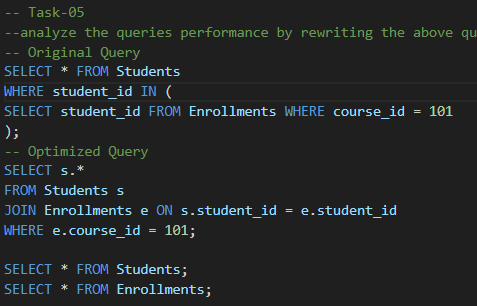 -- Task-05
--analyze the queries performance by rewriting the above qu
-- Original Query
SELECT * FROM Students
WHERE student_id IN (
SELECT student_id FROM Enrollments WHERE course_id = 101
);
-- Optimized Query
SELECT s.*
FROM Students s
JOIN Enrollments e ON s.student_id = e.student_id
WHERE e.course_id = 101;
SELECT * FROM Students;
SELECT * FROM Enrollments;